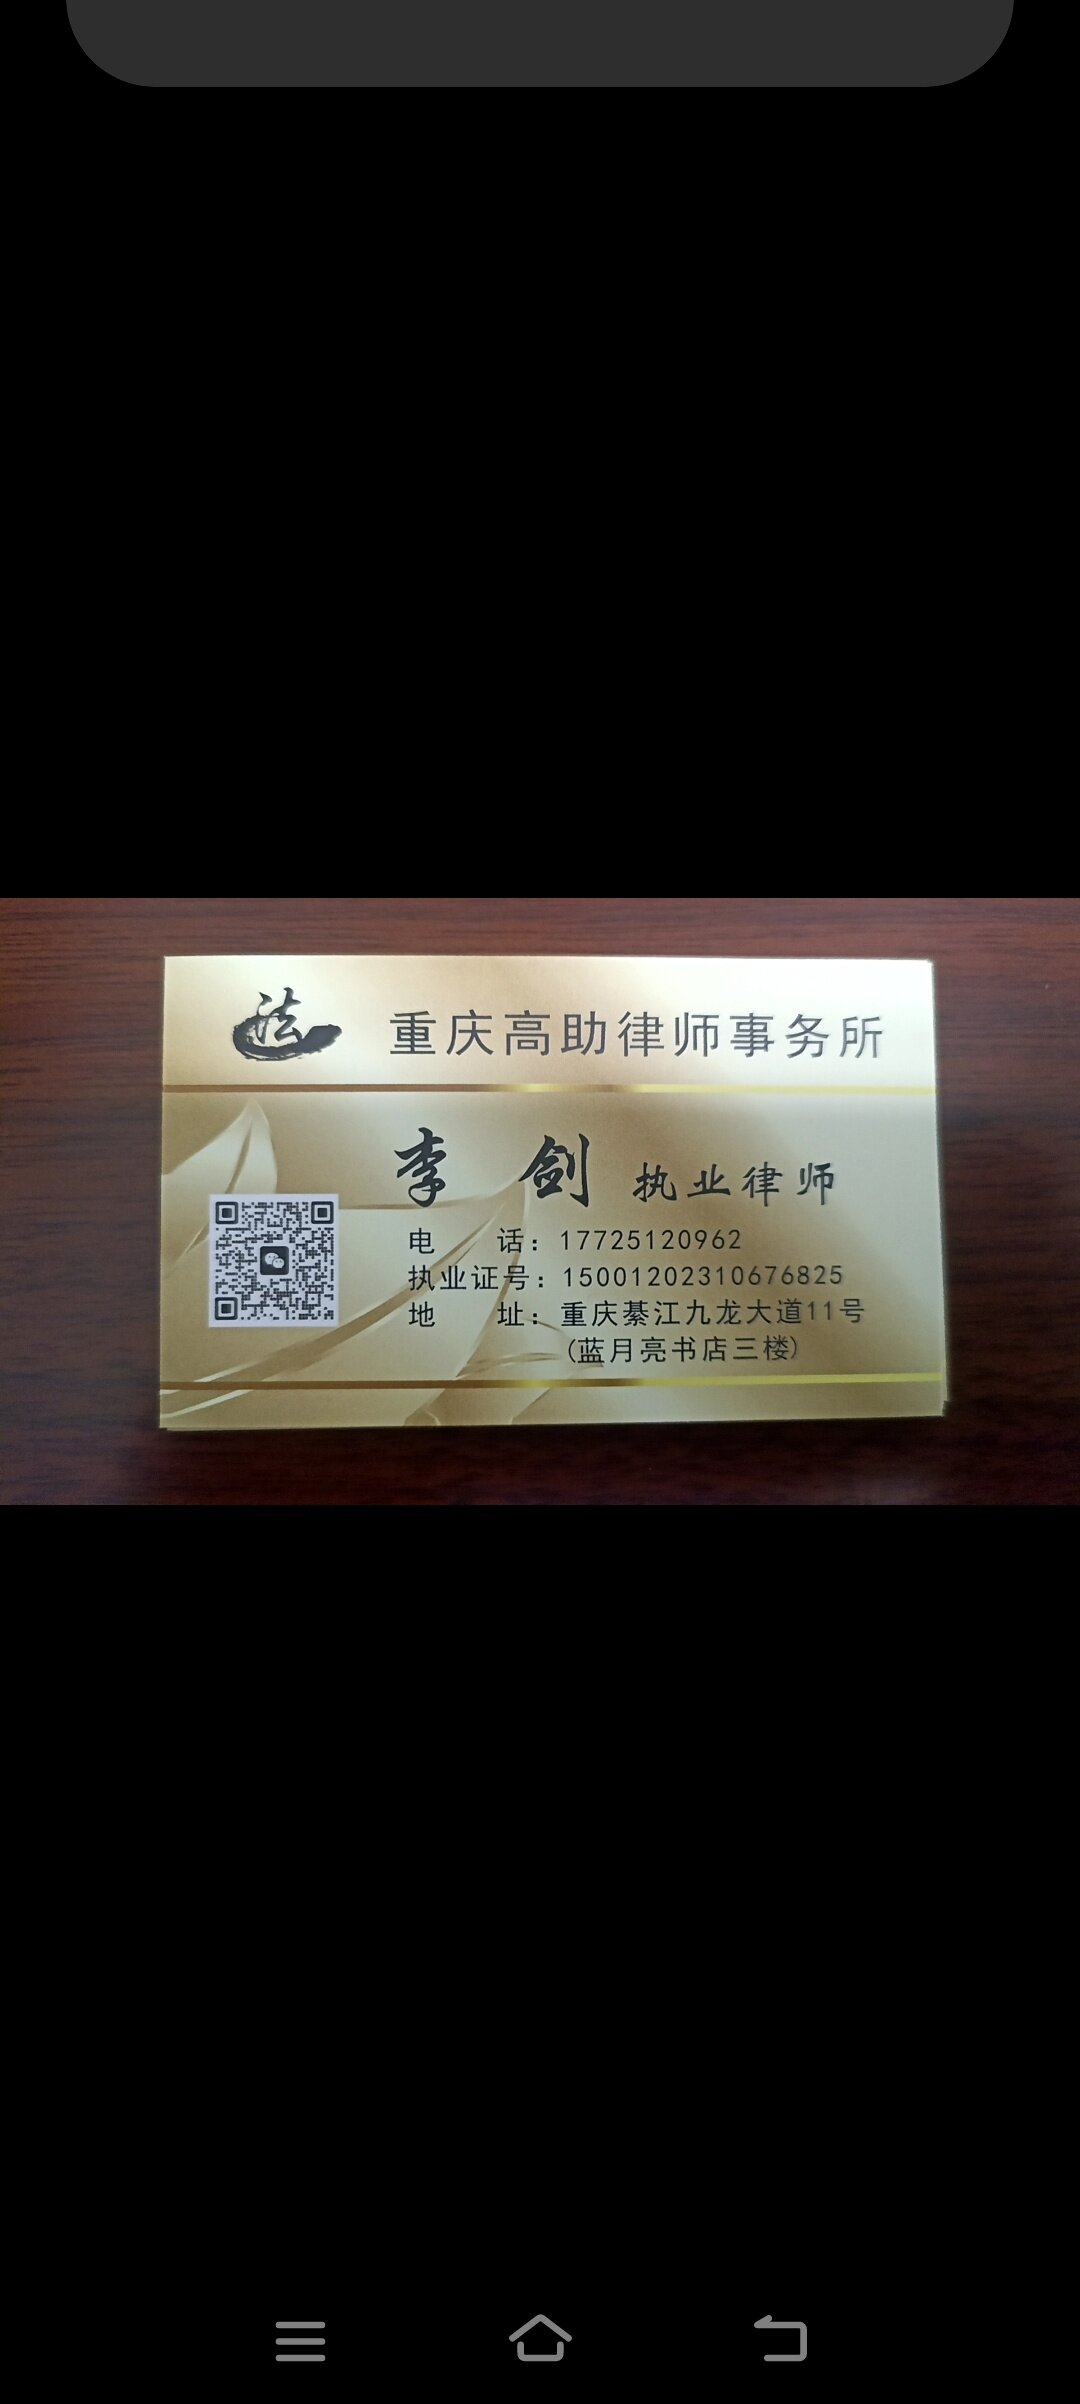 法
重庆高助律师事务所
李 剑 执业律师
电 话：17725120962
执业证号：15001202310676825
地 址：重庆綦江九龙大道11号
(蓝月亮书店三楼)